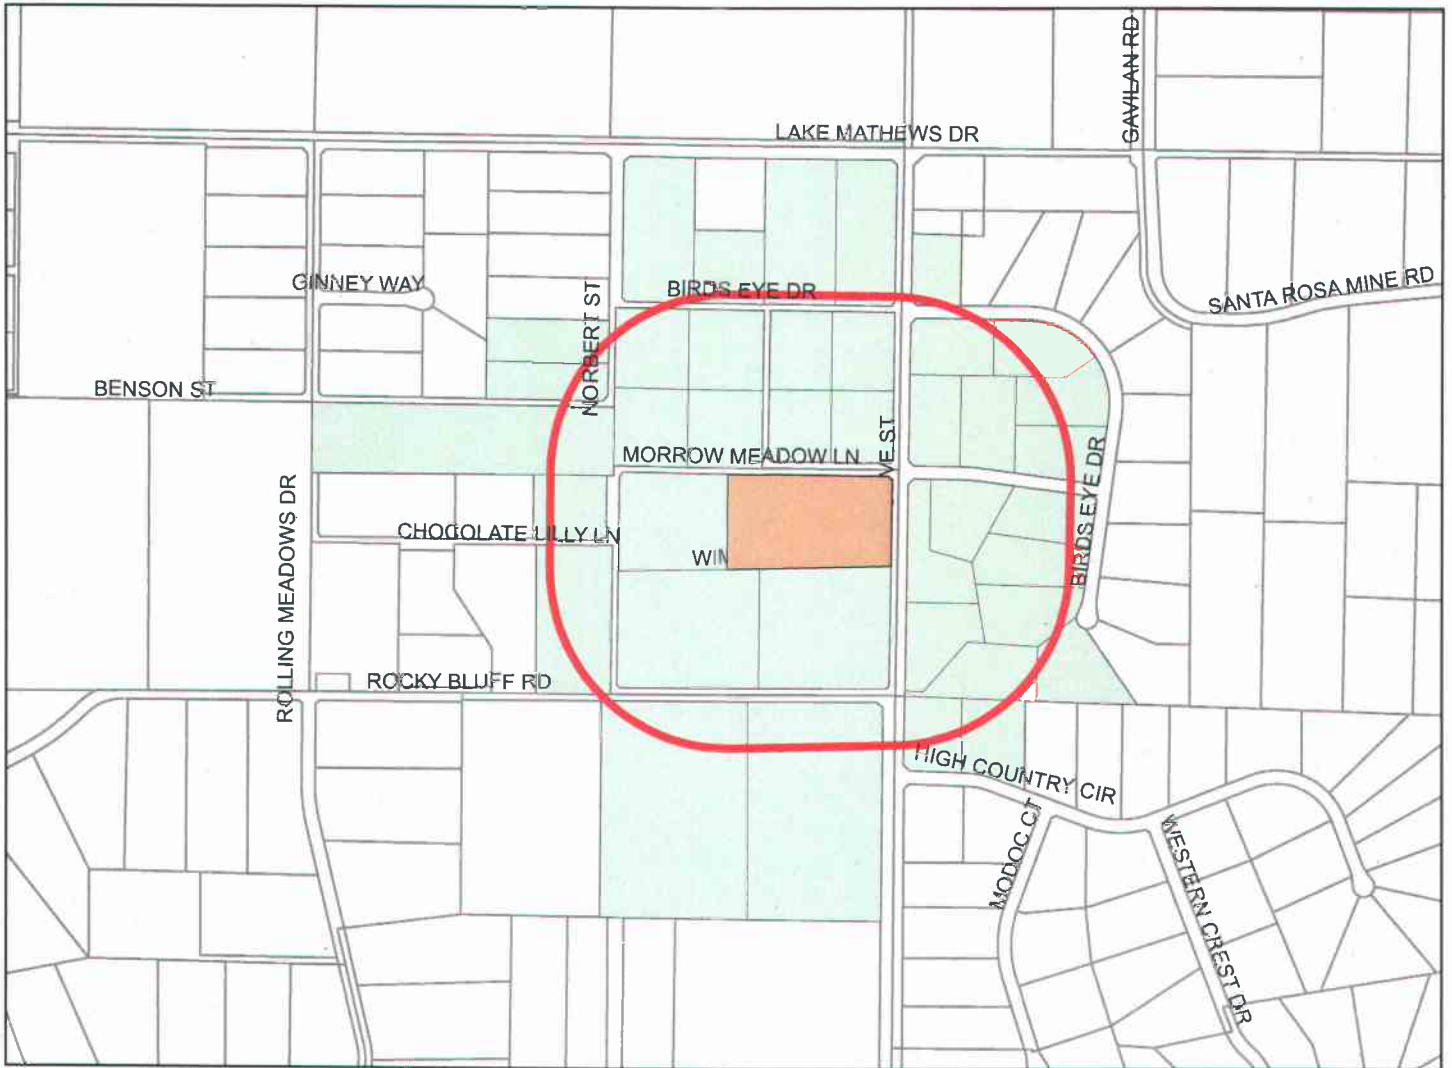 GAVILAN RD
LAKE MATHEWS DR
GINNEY WAY
BIRDS EYE DR
SANTA ROSA MINE RD
NORBERT ST
BENSON ST
MORROW MEADOW LN
VE ST
BIRDS EYE DR
ROLLING MEADOWS DR
CHOCOLATE LILLY LN
WIN
ROCKY BLUFF RD
HIGH COUNTRY CIR
MODOC CT
WESTERN CREST DR